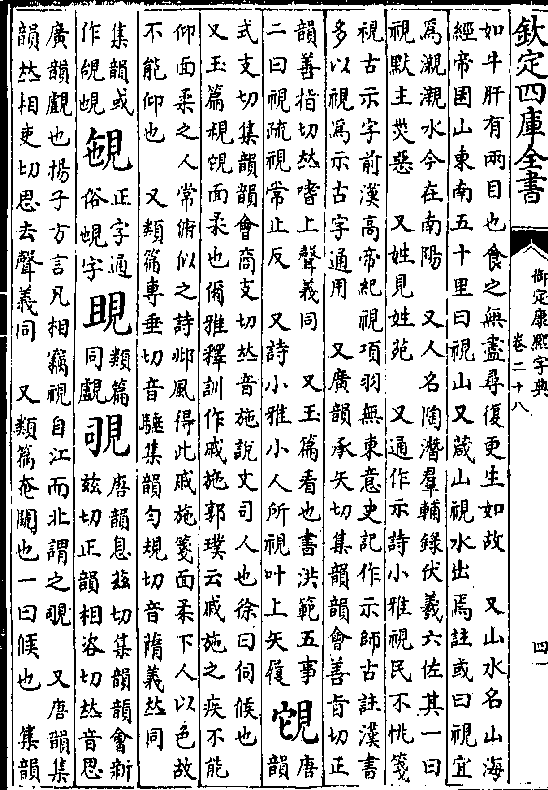 欽定四庫全書
御定康熙字典
卷二十八
四一
如牛肝有兩目也食之無盡尋復更生如故 又山水名山海
經帝囷山東南五十里曰視山又葴山視水出焉註或曰視宜
為瀙瀙水今在南陽 又人名陶潛羣輔錄伏羲六佐其一曰
視默主災惡 又姓見姓苑 又通作示詩小雅視民不恌箋
視古示字前漢高帝紀視項羽無東意史記作示師古註漢書
多以視為示古字通用 又廣韻承矢切集韻韻會善旨切正
韻善指切𠀤嗜上聲義同 又玉篇看也書洪範五事
二曰視疏視常止反 又詩小雅小人所視叶上矢履
䙾 唐韻
式支切集韻韻會商支切𠀤音施說文司人也徐曰伺候也
又玉篇䙾䙾面柔也爾雅釋訓作戚施郭璞云戚施之疾不能
仰面柔之人常俯似之詩邶風得此戚施箋面柔下人以色故
不能仰也 又類篇專垂切音騅集韻勻規切音隋義𠀤同
集韻或
作䙾
正字通
俗䙾字
類篇
同覰
覗 唐韻息茲切集韻韻會新
茲切正韻相咨切𠀤音思
廣韻覰也揚子方言凡相竊視自江而北謂之覗 又唐韻集
韻𠀤相吏切思去聲義同 又類篇奄闚也一曰候也 集韻